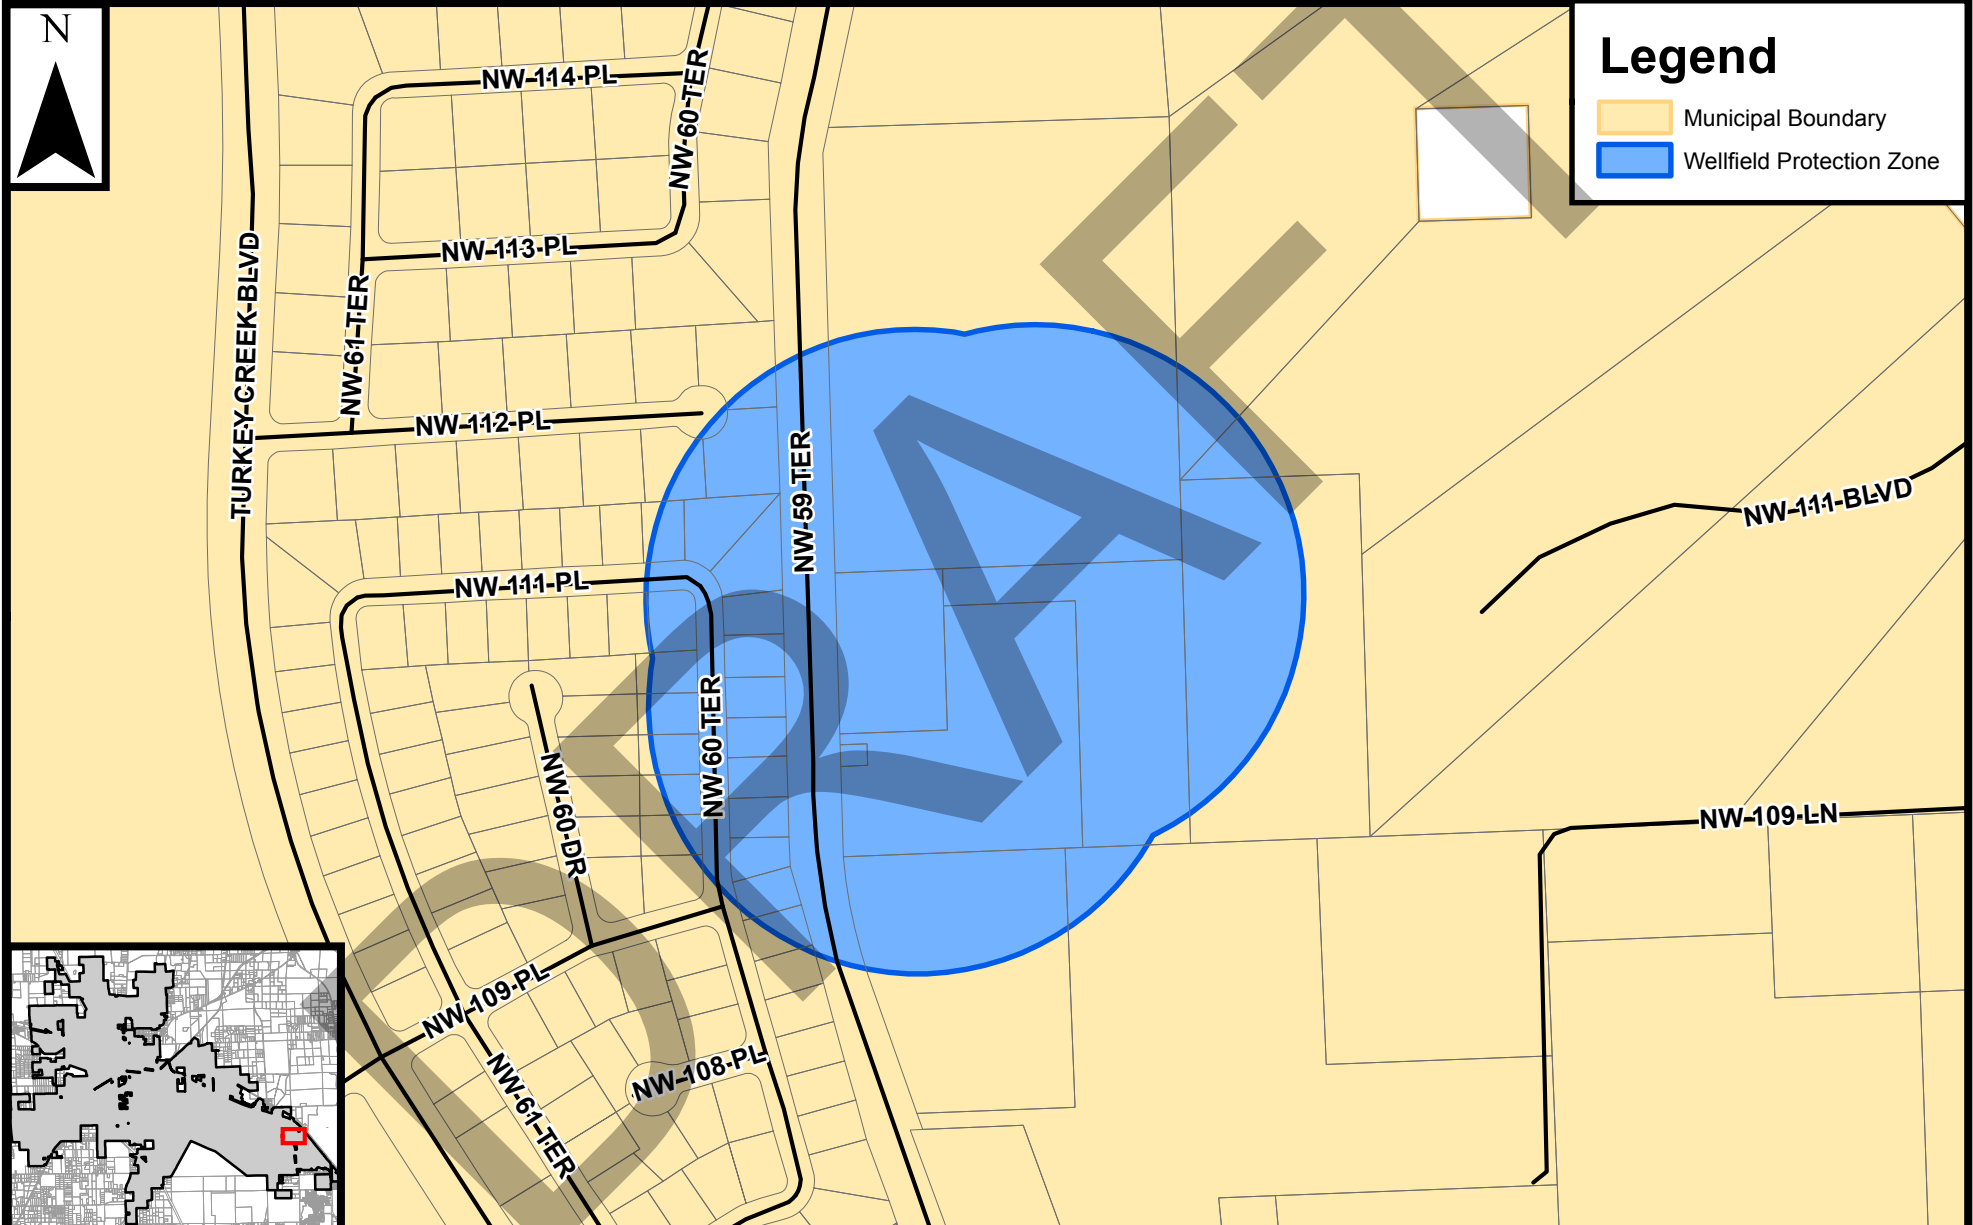 N
Legend
Municipal Boundary
Wellfield Protection Zone
NW 114 PL
NW 60 TER
NW 113 PL
TURKEY CREEK BLVD
NW 61 TER
NW 112 PL
NW 59 TER
NW 111 BLVD
NW 111 PL
NW 60 TER
NW 60 DR
NW 109 LN
NW 109 PL
NW 108 PL
NW 61 TER
DRAFT